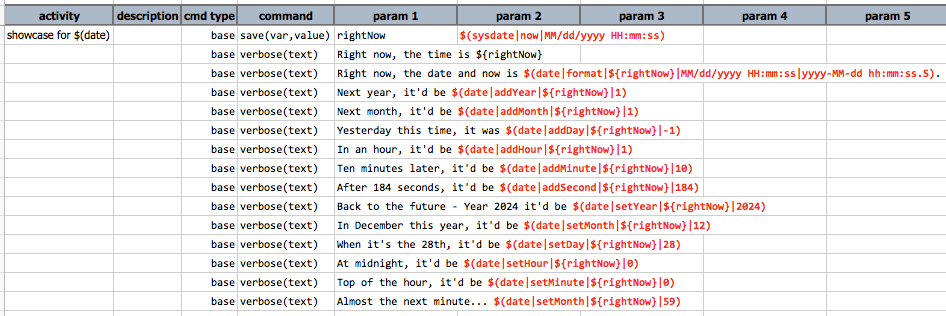 activity description cmd type command param 1 param 2 param 3 param 4 param 5
showcase for $(date) base save(var,value) rightNow $(sysdate|now|MM/dd/yyyy HH:mm:ss)
base verbose(text) Right now, the time is ${rightNow}
base verbose(text) Right now, the date and now is $(date|format|${rightNow}|MM/dd/yyyy HH:mm:ss|yyyy-MM-dd hh:mm:ss.S).
base verbose(text) Next year, it'd be $(date|addYear|${rightNow}|1)
base verbose(text) Next month, it'd be $(date|addMonth|${rightNow}|1)
base verbose(text) Yesterday this time, it was $(date|addDay|${rightNow}|-1)
base verbose(text) In an hour, it'd be $(date|addHour|${rightNow}|1)
base verbose(text) Ten minutes later, it'd be $(date|addMinute|${rightNow}|10)
base verbose(text) After 184 seconds, it'd be $(date|addSecond|${rightNow}|184)
base verbose(text) Back to the future - Year 2024 it'd be $(date|setYear|${rightNow}|2024)
base verbose(text) In December this year, it'd be $(date|setMonth|${rightNow}|12)
base verbose(text) When it's the 28th, it'd be $(date|setDay|${rightNow}|28)
base verbose(text) At midnight, it'd be $(date|setHour|${rightNow}|0)
base verbose(text) Top of the hour, it'd be $(date|setMinute|${rightNow}|0)
base verbose(text) Almost the next minute... $(date|setMonth|${rightNow}|59)